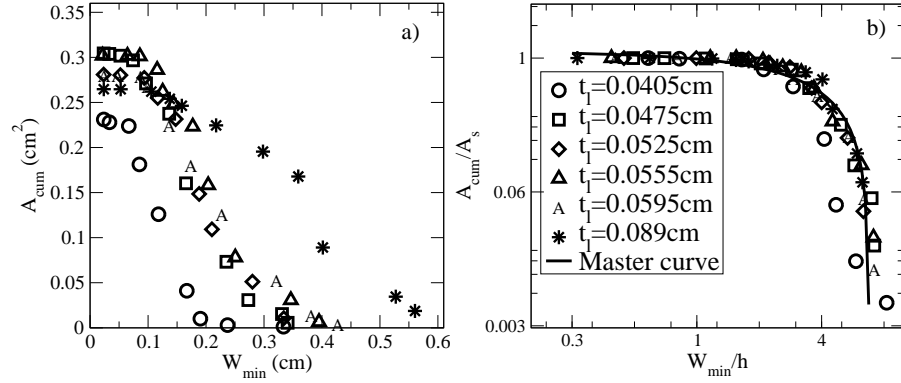 a)
A_cum (cm²)
0.35
0.3
0.25
0.2
0.15
0.1
0.05
0
0 0.1 0.2 0.3 0.4 0.5 0.6
W_min (cm)
A
A
A
A
A
A
b)
A_cum/A_s
1
0.06
0.003
0.3 1 4
W_min/h
t_l=0.0405cm
t_l=0.0475cm
t_l=0.0525cm
t_l=0.0555cm
A t_l=0.0595cm
t_l=0.089cm
Master curve
A
A